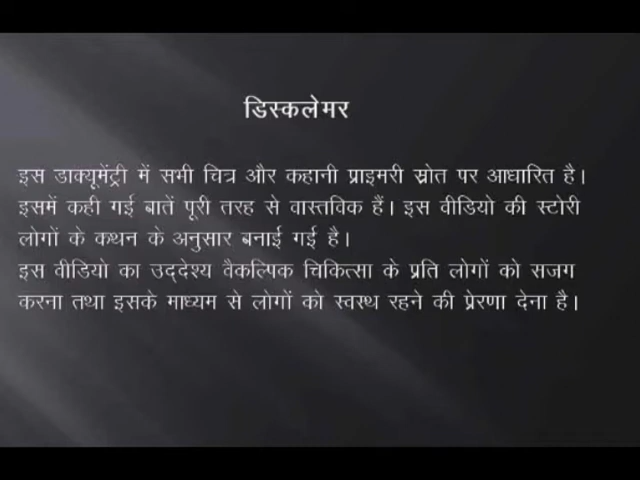 डिस्कलेमर
इस डाक्यूमेंट्री में सभी चित्र और कहानी प्राइमरी स्रोत पर आधारित है।
इसमें कही गई बातें पूरी तरह से वास्तविक हैं। इस वीडियो की स्टोरी
लोगों के कथन के अनुसार बनाई गई है।
इस वीडियो का उद्देश्य वैकल्पिक चिकित्सा के प्रति लोगों को सजग
करना तथा इसके माध्यम से लोगों को स्वस्थ रहने की प्रेरणा देना है।